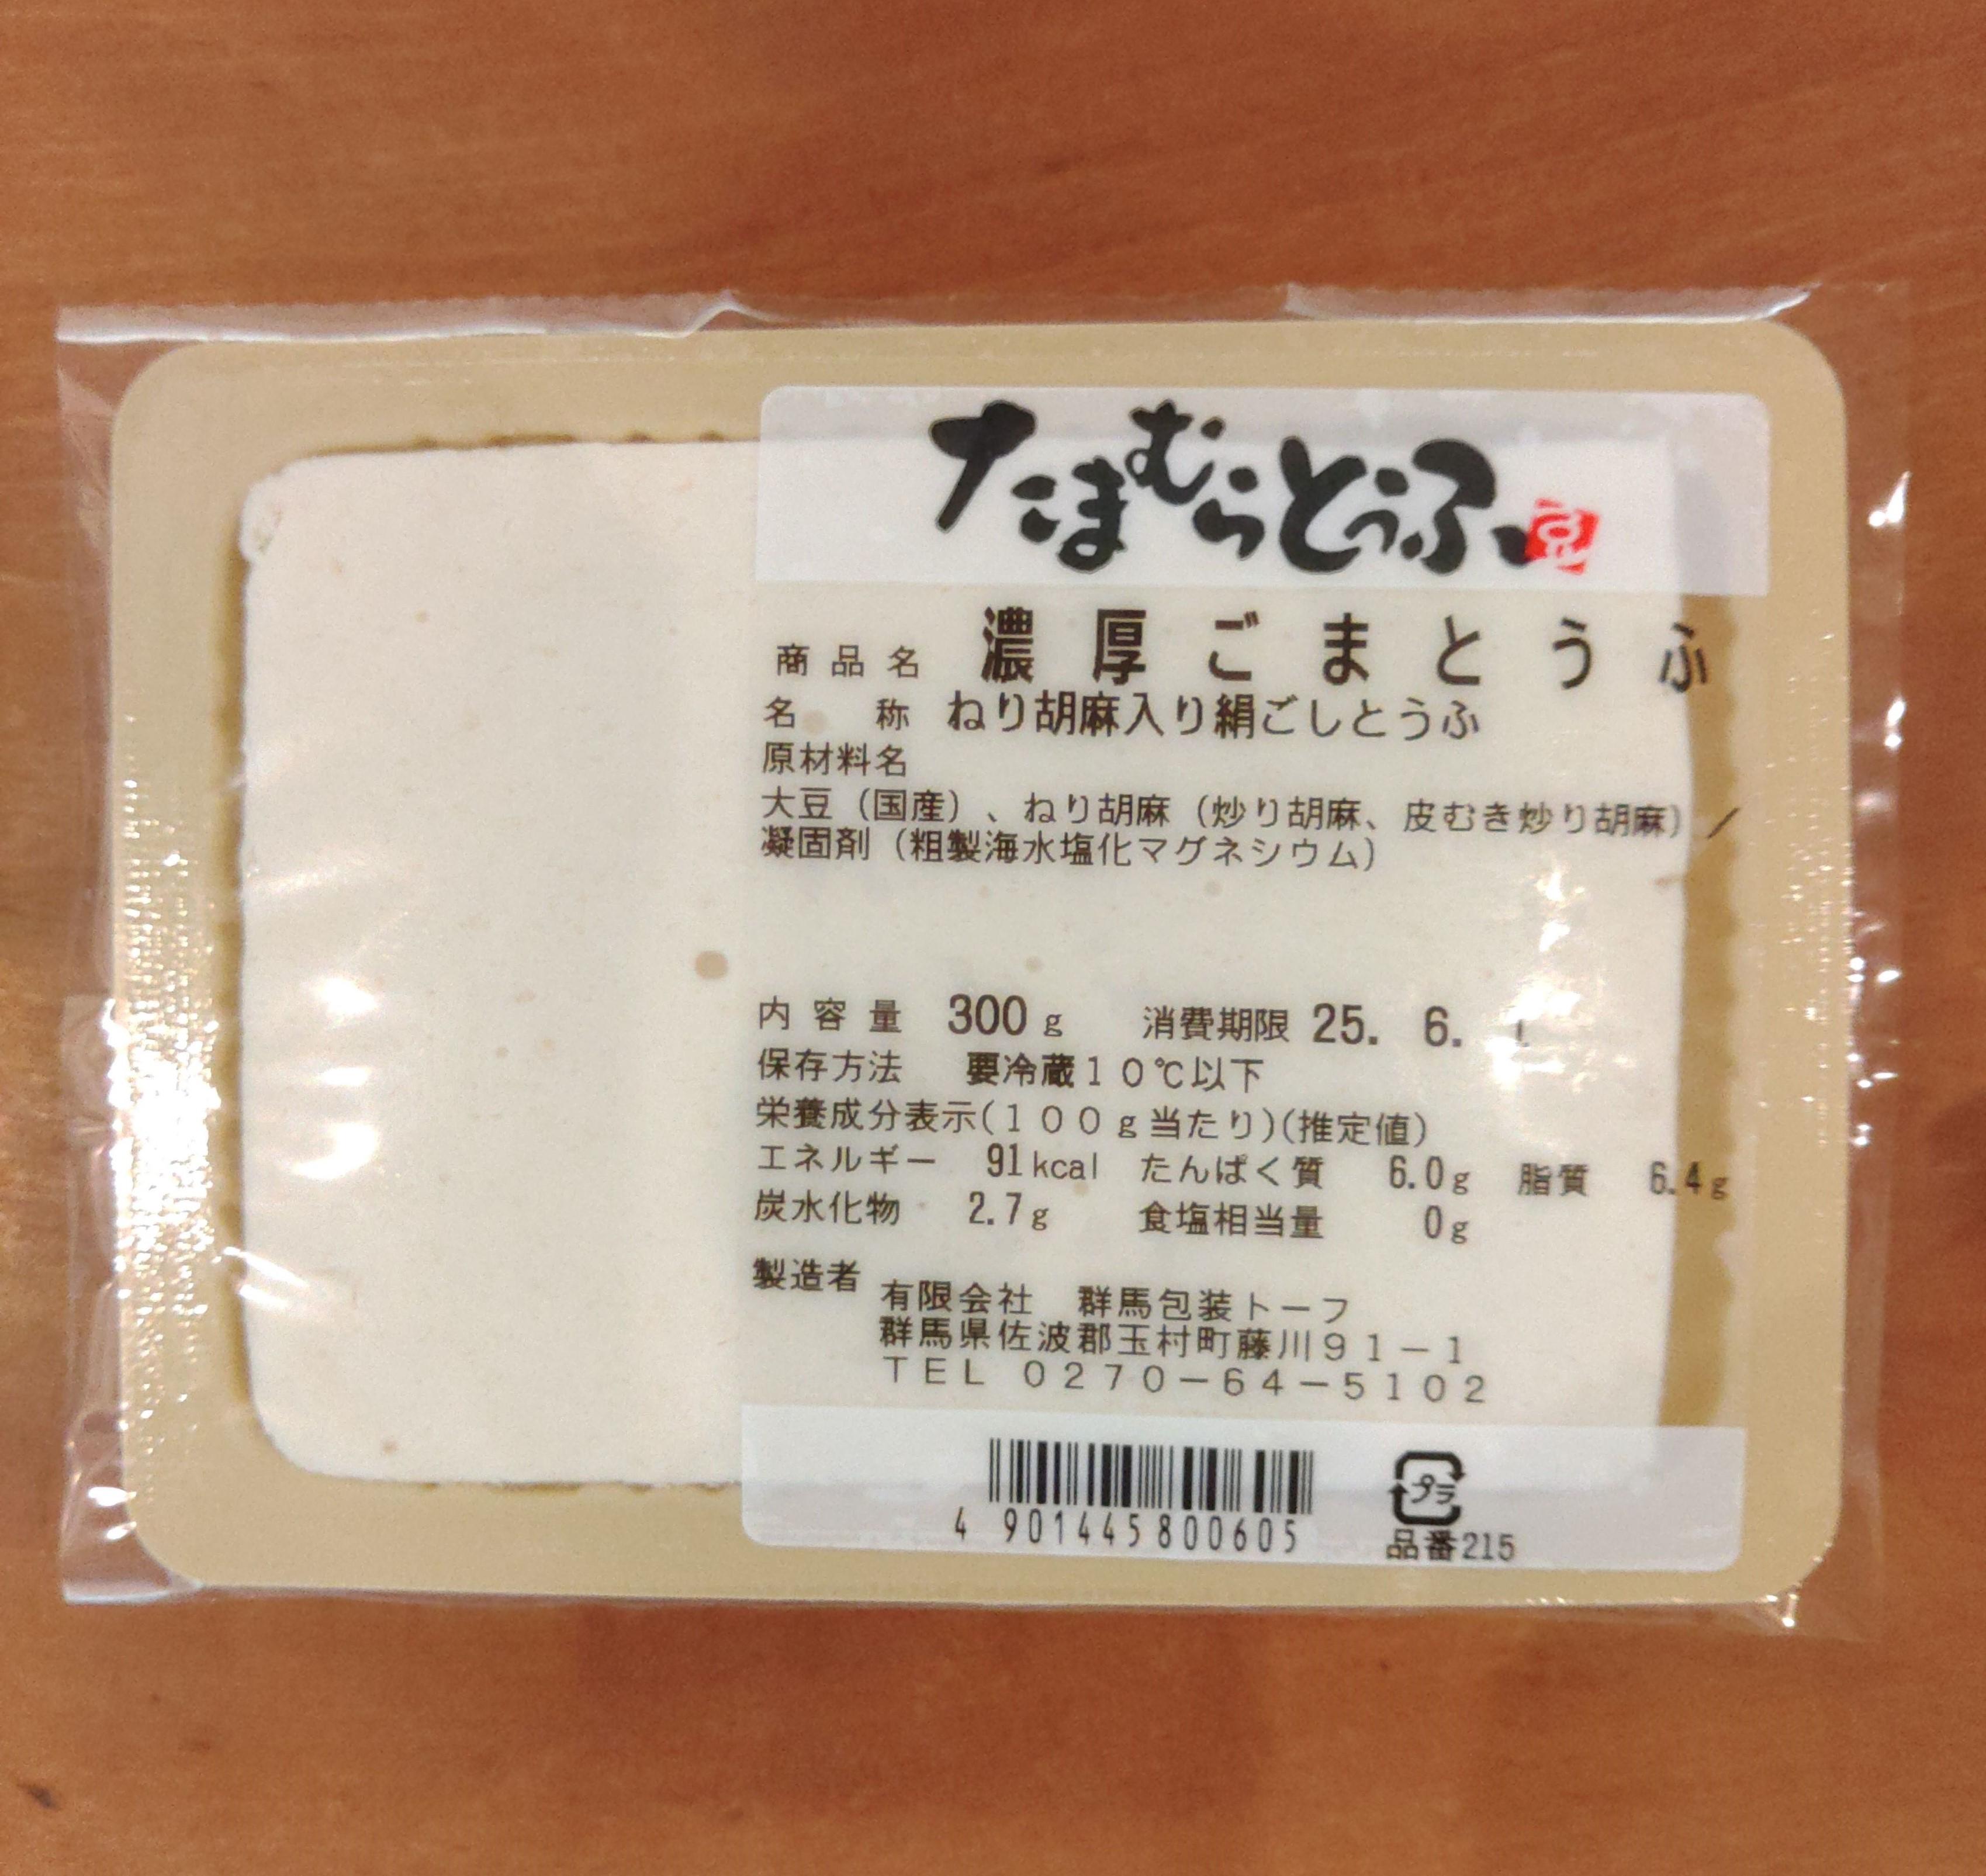 たまむらとうふ
商品名 濃厚ごまとうふ
名 称 ねり胡麻入り絹ごしとうふ
原材料名
大豆（国産）、ねり胡麻（炒り胡麻、皮むき炒り胡麻）／
凝固剤（粗製海水塩化マグネシウム）
内容量 300g 消費期限 25. 6.
保存方法 要冷蔵10℃以下
栄養成分表示(100g当たり)(推定値)
エネルギー 91kcal たんぱく質 6.0g 脂質 6.4g
炭水化物 2.7g 食塩相当量 0g
製造者 有限会社 群馬包装トーフ
群馬県佐波郡玉村町藤川91-1
TEL 0270-64-5102
4 901445 800605
プラ
品番215